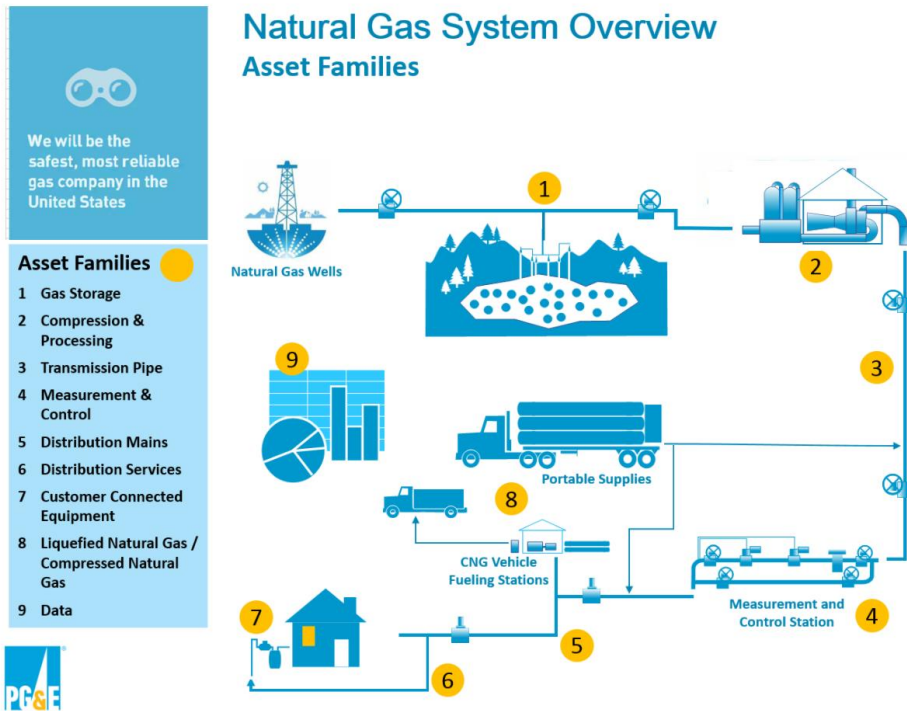 Natural Gas System Overview
Asset Families
We will be the
safest, most reliable
gas company in the
United States
Asset Families
1 Gas Storage
2 Compression &
Processing
3 Transmission Pipe
4 Measurement &
Control
5 Distribution Mains
6 Distribution Services
7 Customer Connected
Equipment
8 Liquefied Natural Gas /
Compressed Natural
Gas
9 Data
PG&E
Natural Gas Wells
1
2
3
9
Portable Supplies
8
CNG Vehicle
Fueling Stations
Measurement and
Control Station
4
7
5
6